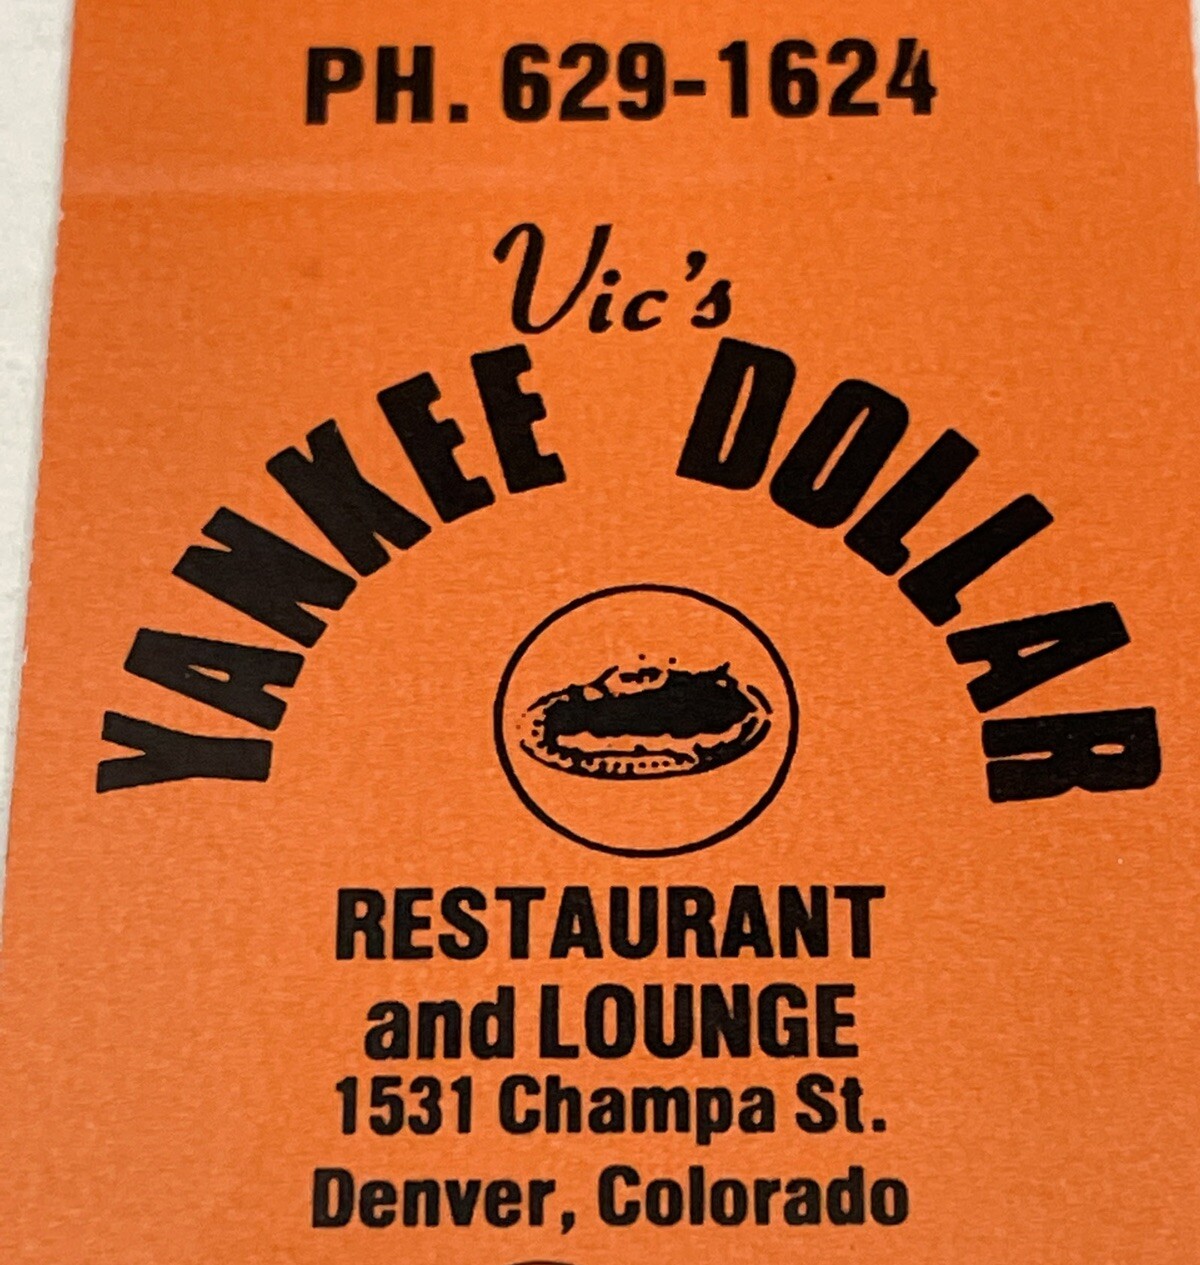 PH. 629-1624
Vic's
YANKEE DOLLAR
RESTAURANT
and LOUNGE
1531 Champa St.
Denver, Colorado